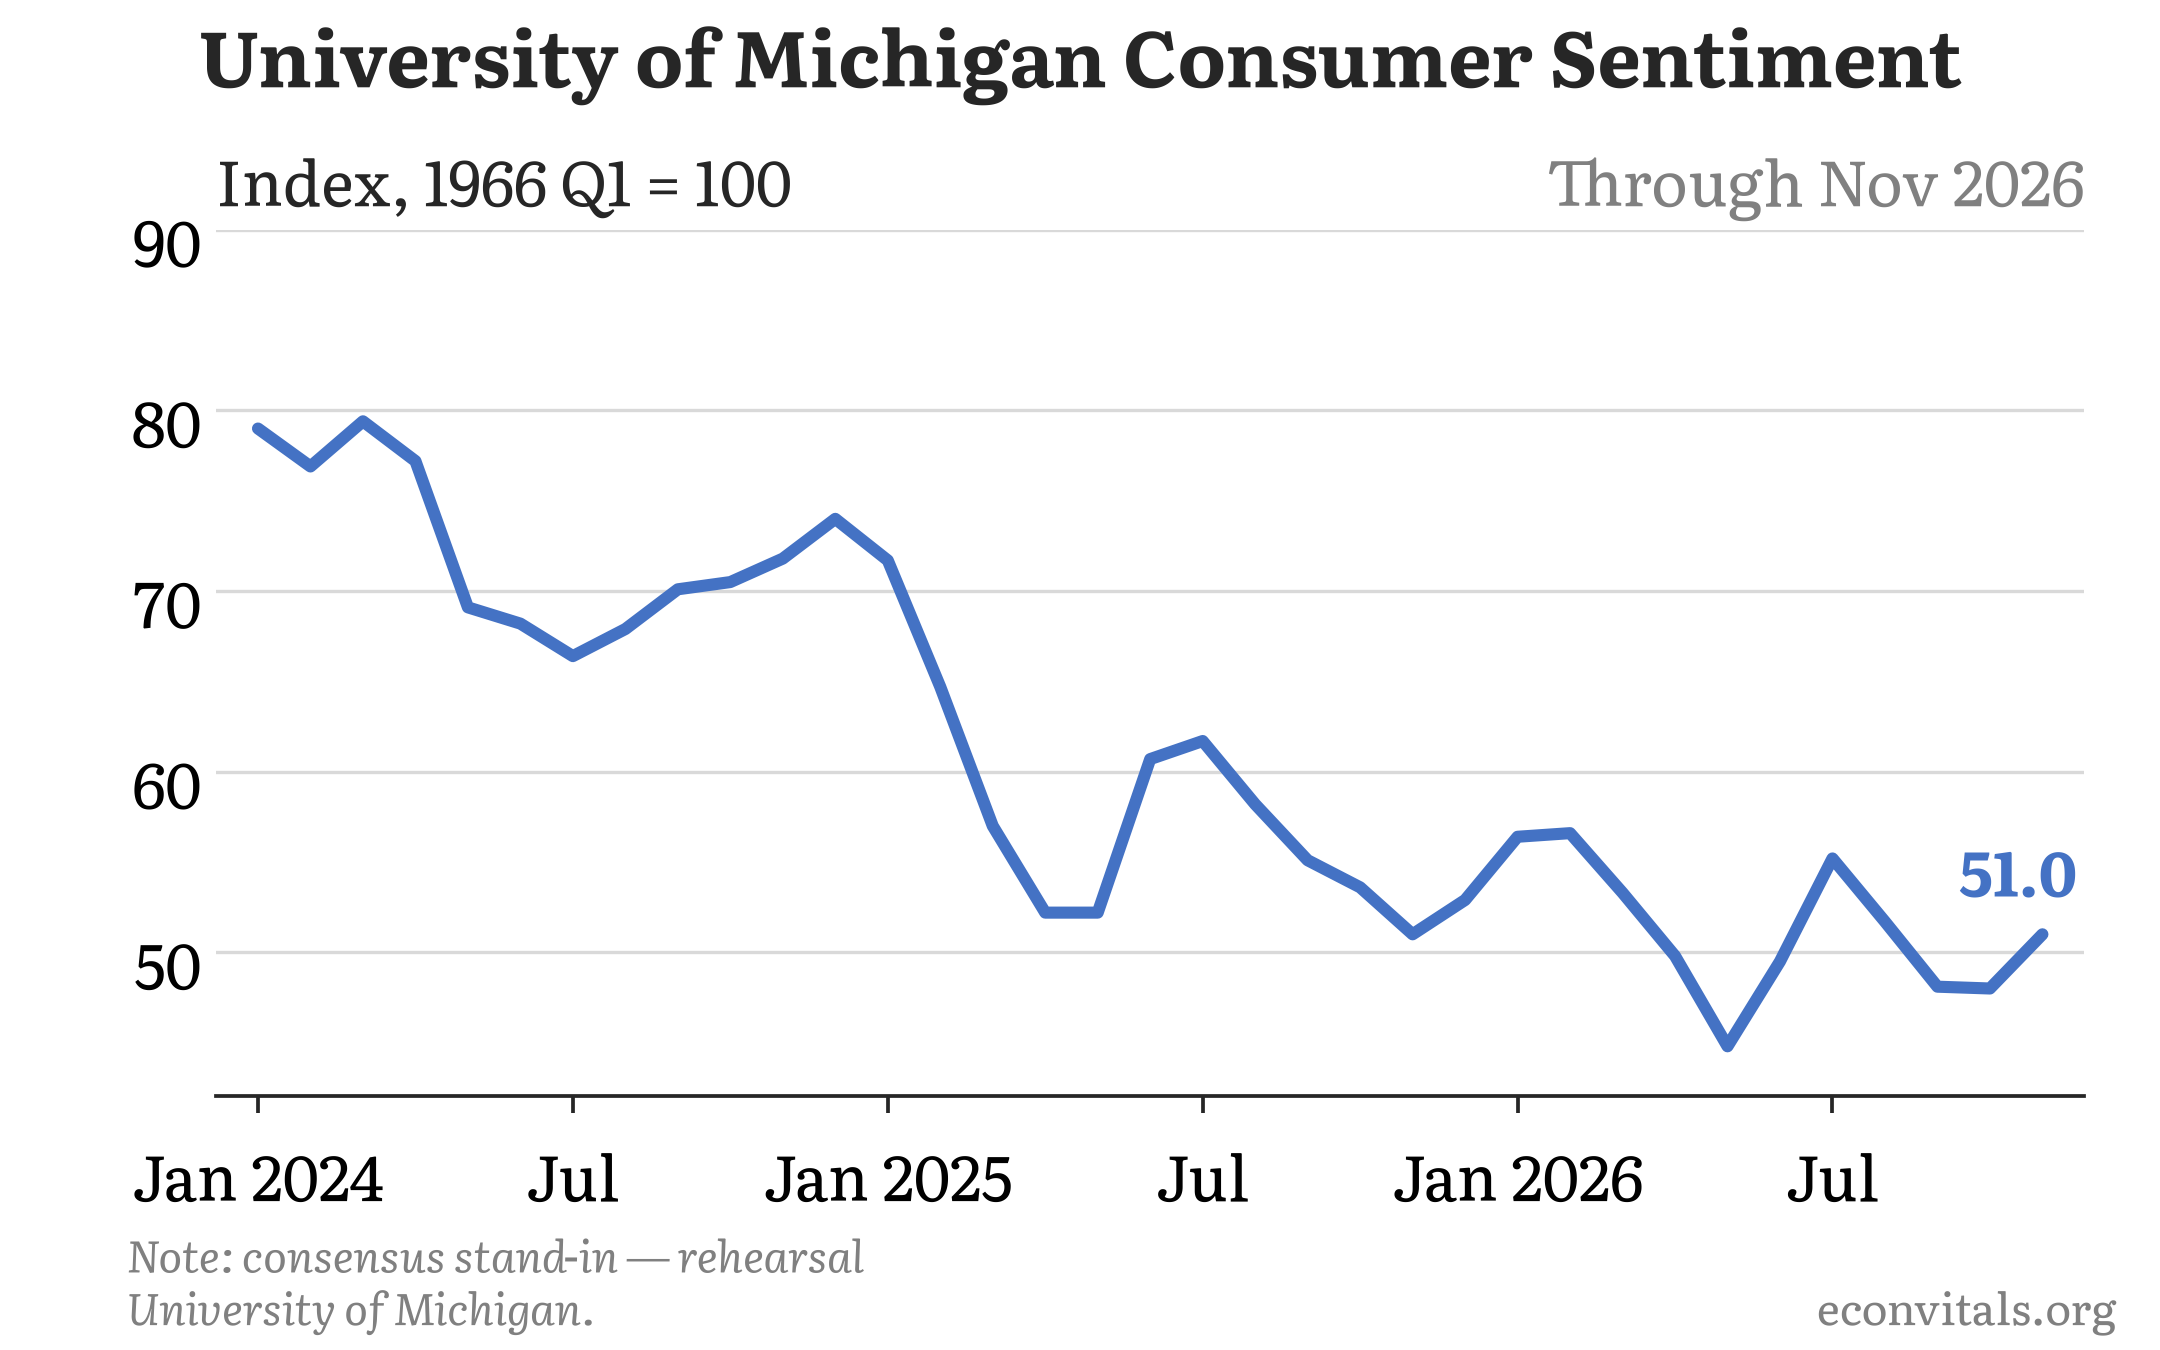 University of Michigan Consumer Sentiment
Index, 1966 Q1 = 100
Through Nov 2026
90
80
70
60
50
51.0
Jan 2024 Jul Jan 2025 Jul Jan 2026 Jul
Note: consensus stand-in — rehearsal
University of Michigan.
econvitals.org